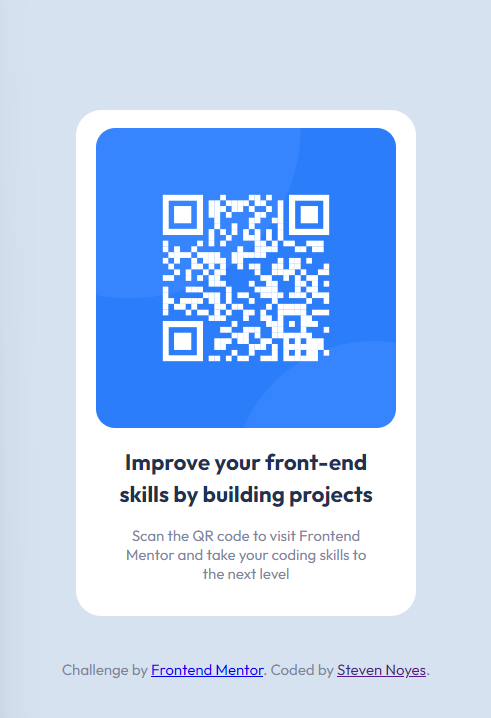 Improve your front-end
skills by building projects
Scan the QR code to visit Frontend
Mentor and take your coding skills to
the next level
Challenge by Frontend Mentor. Coded by Steven Noyes.